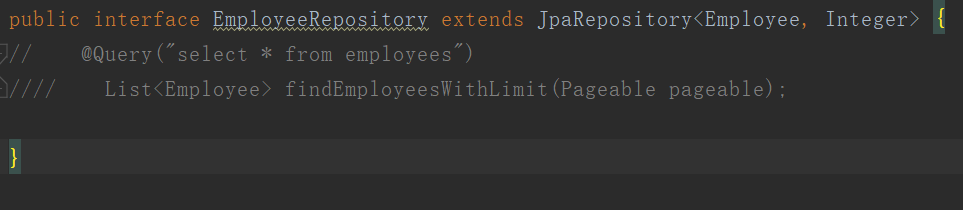 public interface EmployeeRepository extends JpaRepository<Employee, Integer> {
//    @Query("select * from employees")
////    List<Employee> findEmployeesWithLimit(Pageable pageable);
}